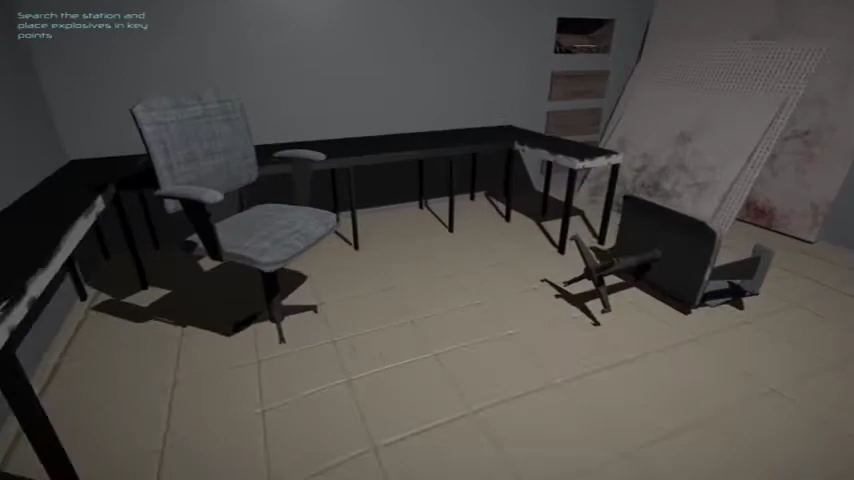 Search the station and
place explosives in key
points